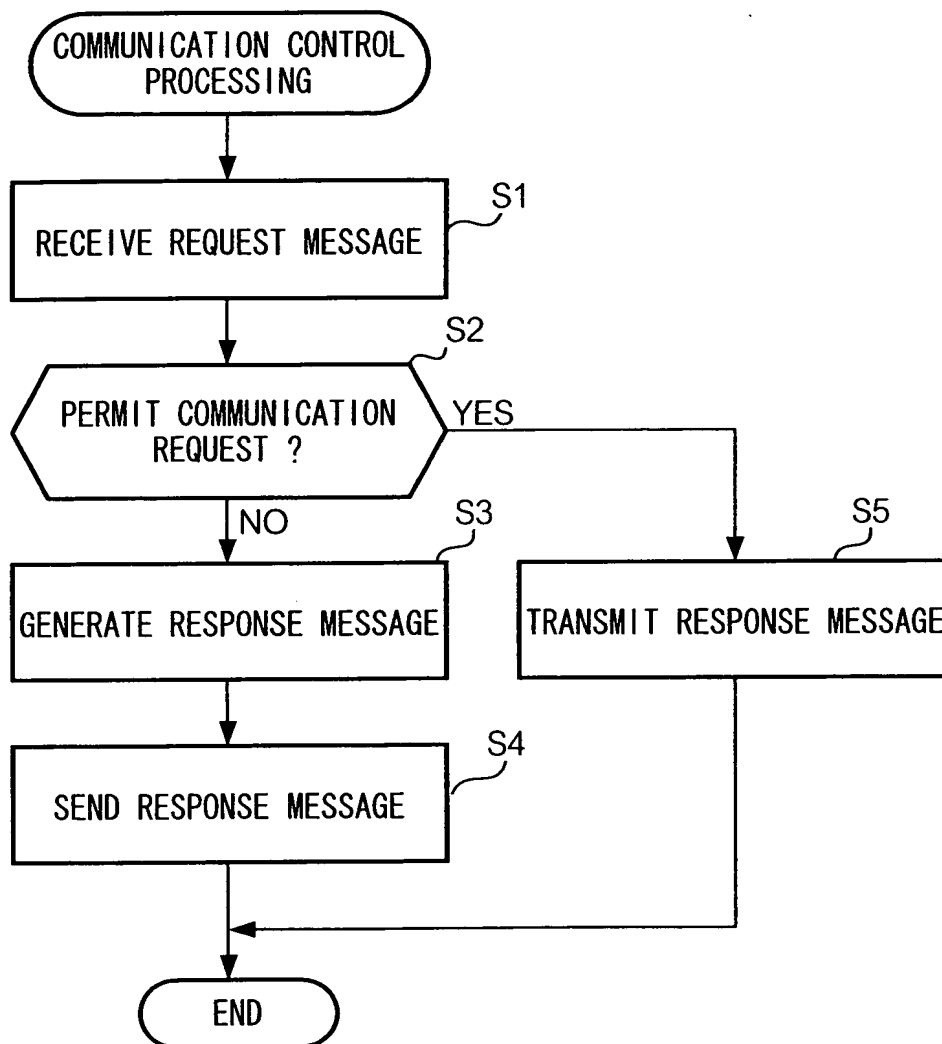 COMMUNICATION CONTROL
PROCESSING
S1
RECEIVE REQUEST MESSAGE
S2
PERMIT COMMUNICATION
REQUEST ?
YES
NO
S3
GENERATE RESPONSE MESSAGE
S5
TRANSMIT RESPONSE MESSAGE
S4
SEND RESPONSE MESSAGE
END